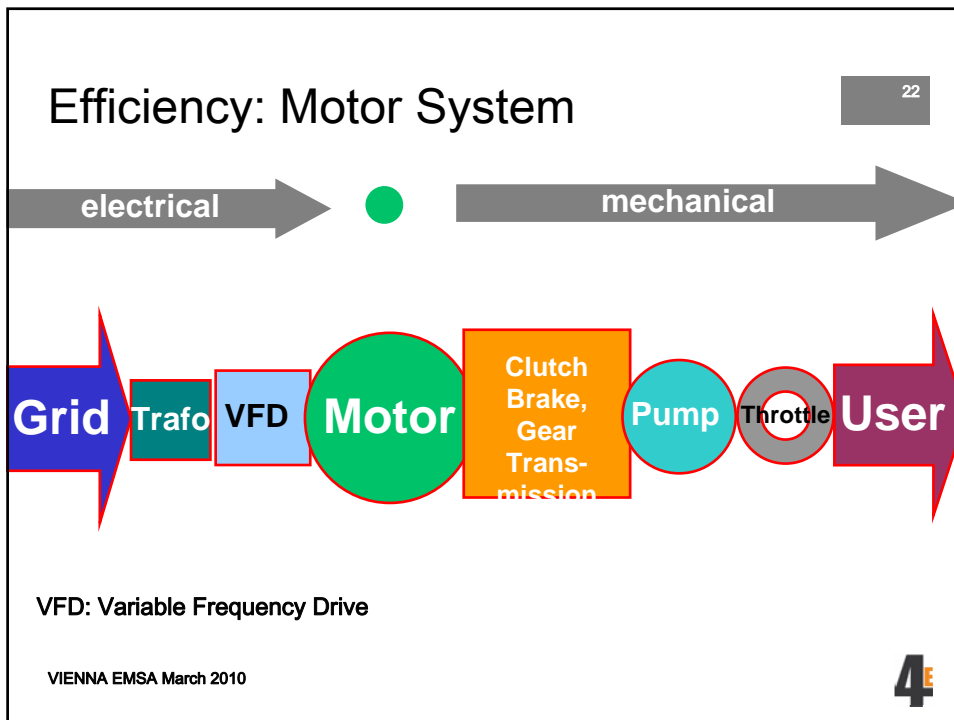 Efficiency: Motor System
22
electrical
mechanical
Grid
Trafo
VFD
Motor
Clutch
Brake,
Gear
Trans-
mission
Pump
Throttle
User
VFD: Variable Frequency Drive
VIENNA EMSA March 2010
4E